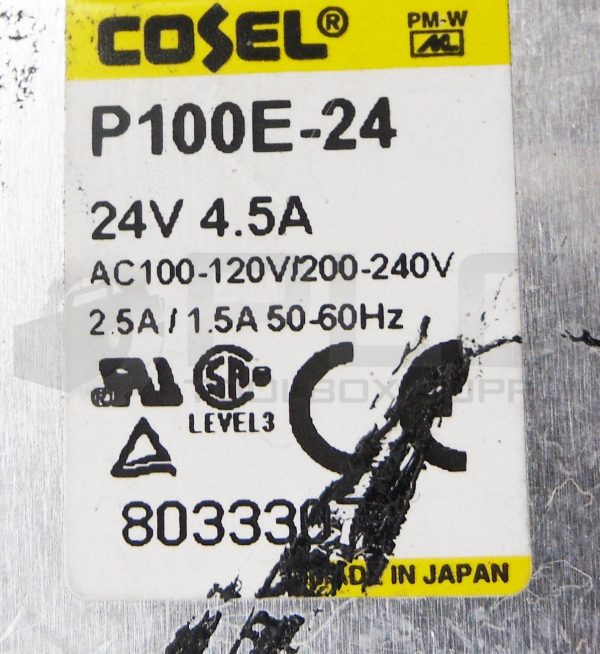 COSEL® PM-W
P100E-24
24V 4.5A
AC100-120V/200-240V
2.5A / 1.5A 50-60Hz
LEVEL3
MADE IN JAPAN